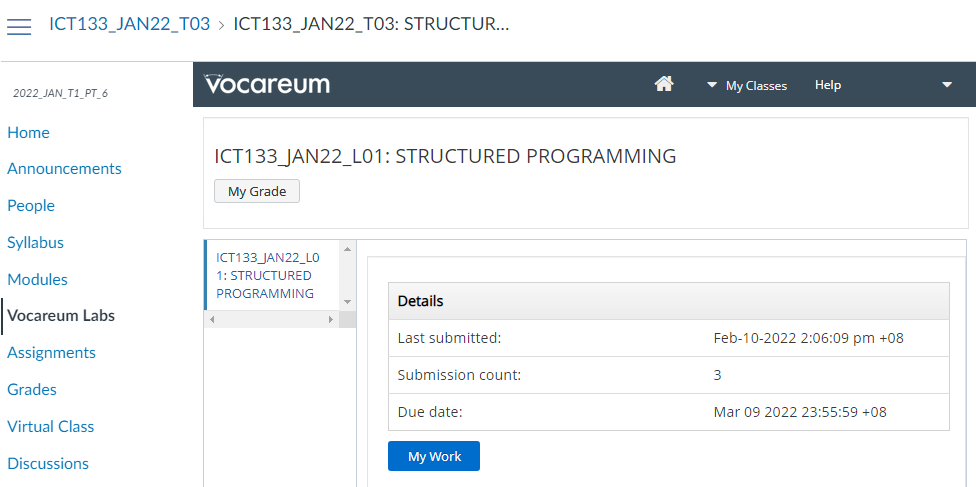 ICT133_JAN22_T03 › ICT133_JAN22_T03: STRUCTUR...
2022_JAN_T1_PT_6
Home
Announcements
People
Syllabus
Modules
Vocareum Labs
Assignments
Grades
Virtual Class
Discussions
vocareum
My Classes
Help
ICT133_JAN22_L01: STRUCTURED PROGRAMMING
My Grade
ICT133_JAN22_L0
1: STRUCTURED
PROGRAMMING
Details
Last submitted: Feb-10-2022 2:06:09 pm +08
Submission count: 3
Due date: Mar 09 2022 23:55:59 +08
My Work